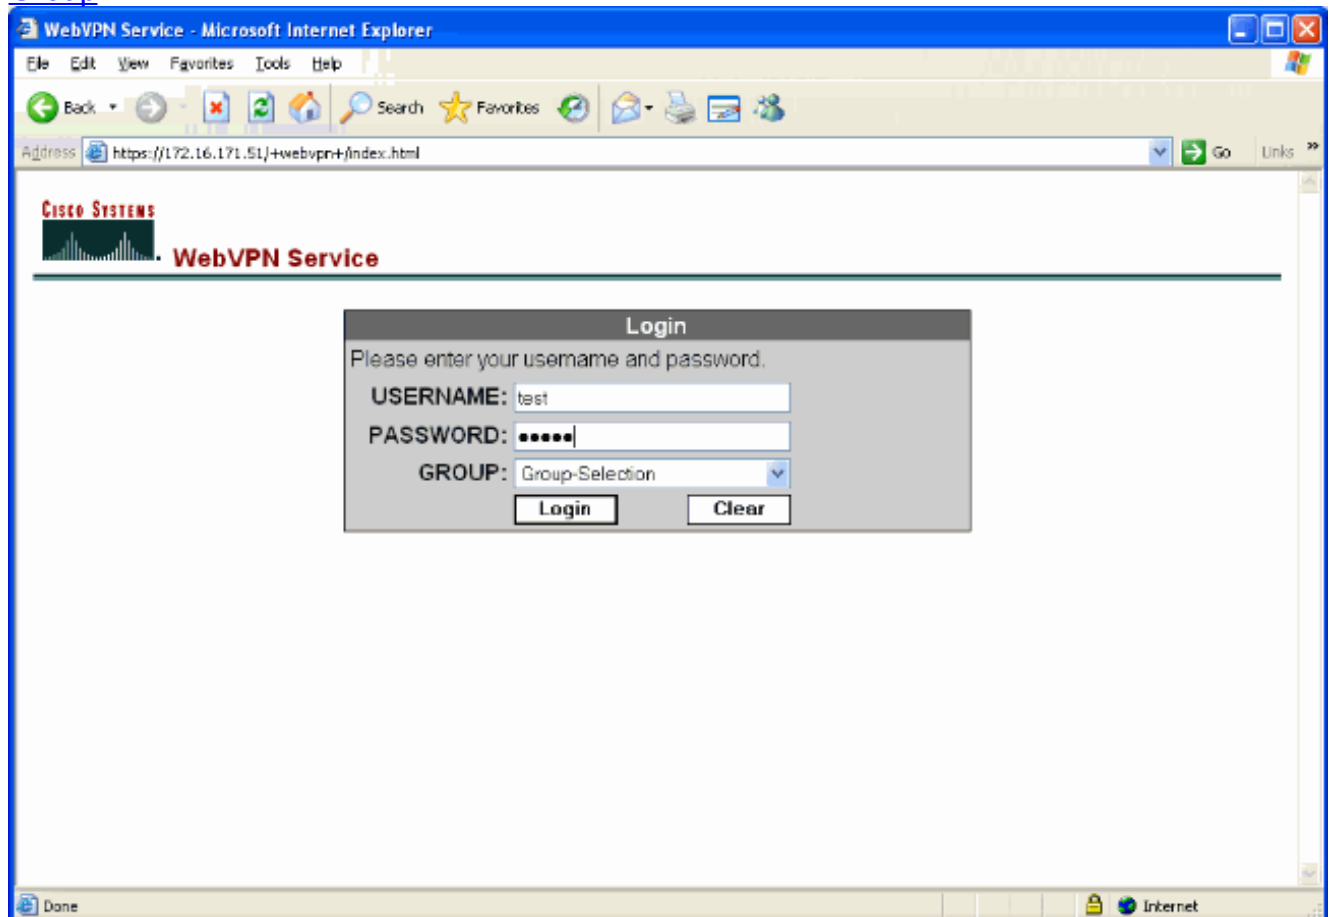 Group
WebVPN Service - Microsoft Internet Explorer
File Edit View Favorites Tools Help
Back Search Favorites
Address https://172.16.171.51/+webvpn+/index.html Go Links »
CISCO SYSTEMS
WebVPN Service
Login
Please enter your username and password.
USERNAME: test
PASSWORD: •••••
GROUP: Group-Selection
Login Clear
Done Internet